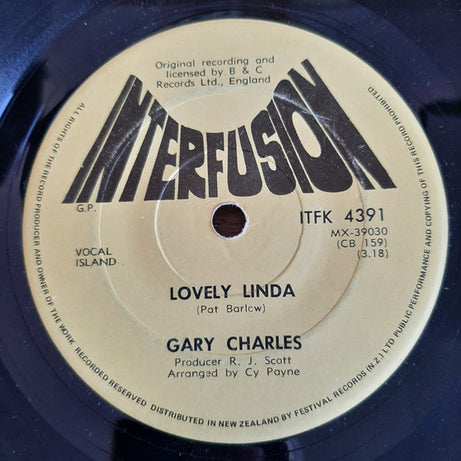 Original recording and
licensed by B & C
Records Ltd., England
INTERFUSION
G.P.
ITFK 4391
MX-39030
(CB 159)
(3.18)
VOCAL
ISLAND .
LOVELY LINDA
(Pat Barlow)
GARY CHARLES
Producer R. J. Scott
Arranged by Cy Payne
ALL RIGHTS OF THE RECORD PRODUCER AND OWNER OF THE WORK RECORDED RESERVED
DISTRIBUTED IN NEW ZEALAND BY FESTIVAL RECORDS (N.Z.) LTD
PUBLIC PERFORMANCE AND COPYING OF THIS RECORD PROHIBITED